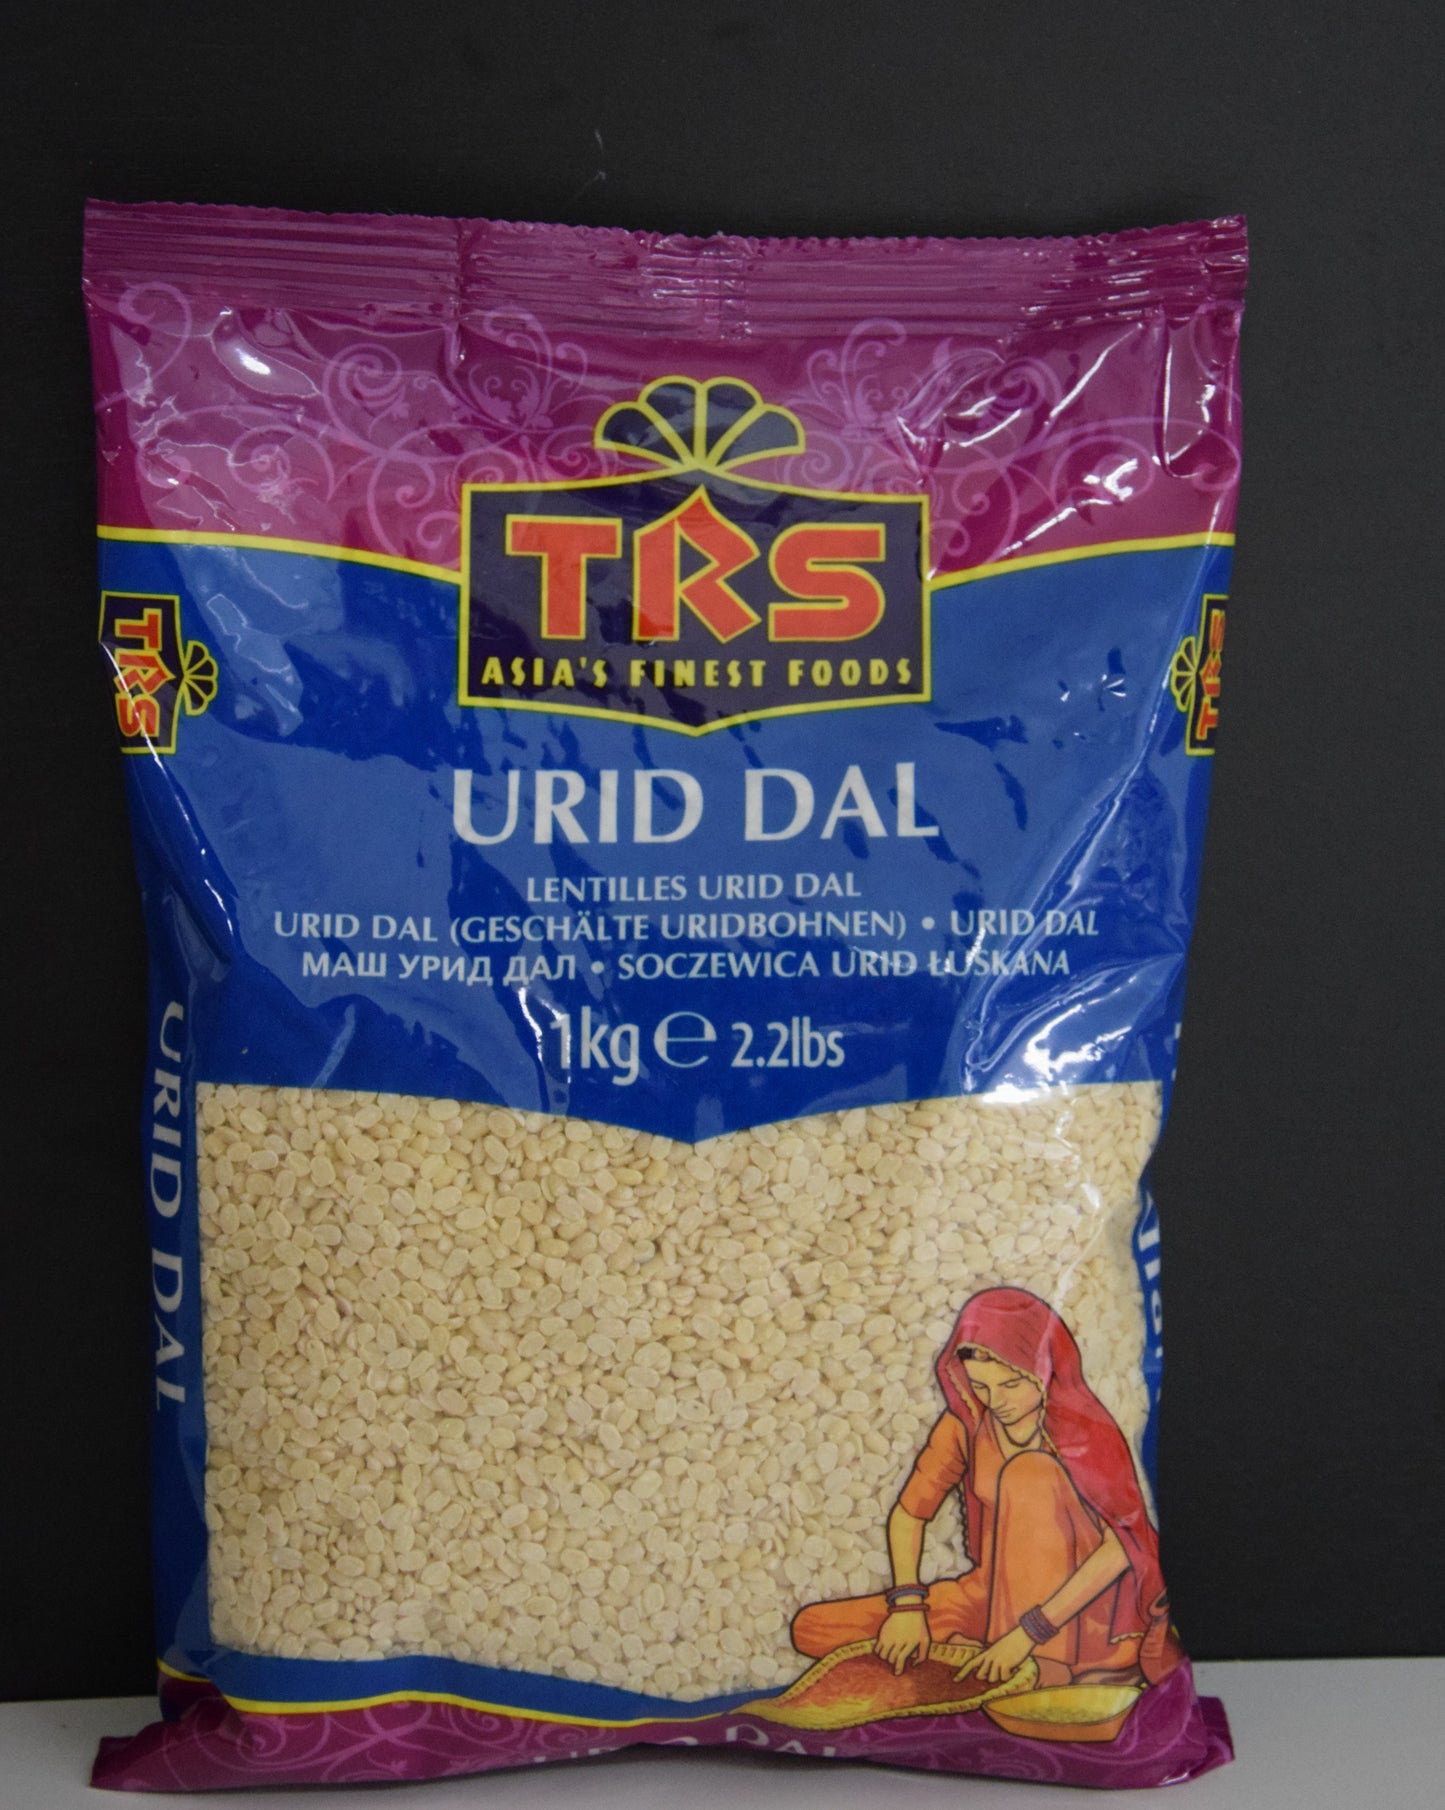 TRS
ASIA'S FINEST FOODS
TRS
TRS
URID DAL
LENTILLES URID DAL
URID DAL (GESCHÄLTE URIDBOHNEN) • URID DAL
МАШ УРИД ДАЛ • SOCZEWICA URID ŁUSKANA
1kg ℮ 2.2lbs
URID DAL